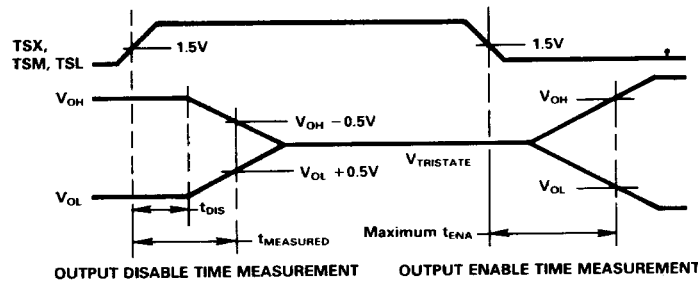 TSX,
TSM, TSL
1.5V
1.5V
VOH
VOH −0.5V
VOH
VTRISTATE
VOL +0.5V
VOL
VOL
tDIS
tMEASURED
Maximum tENA
OUTPUT DISABLE TIME MEASUREMENT
OUTPUT ENABLE TIME MEASUREMENT